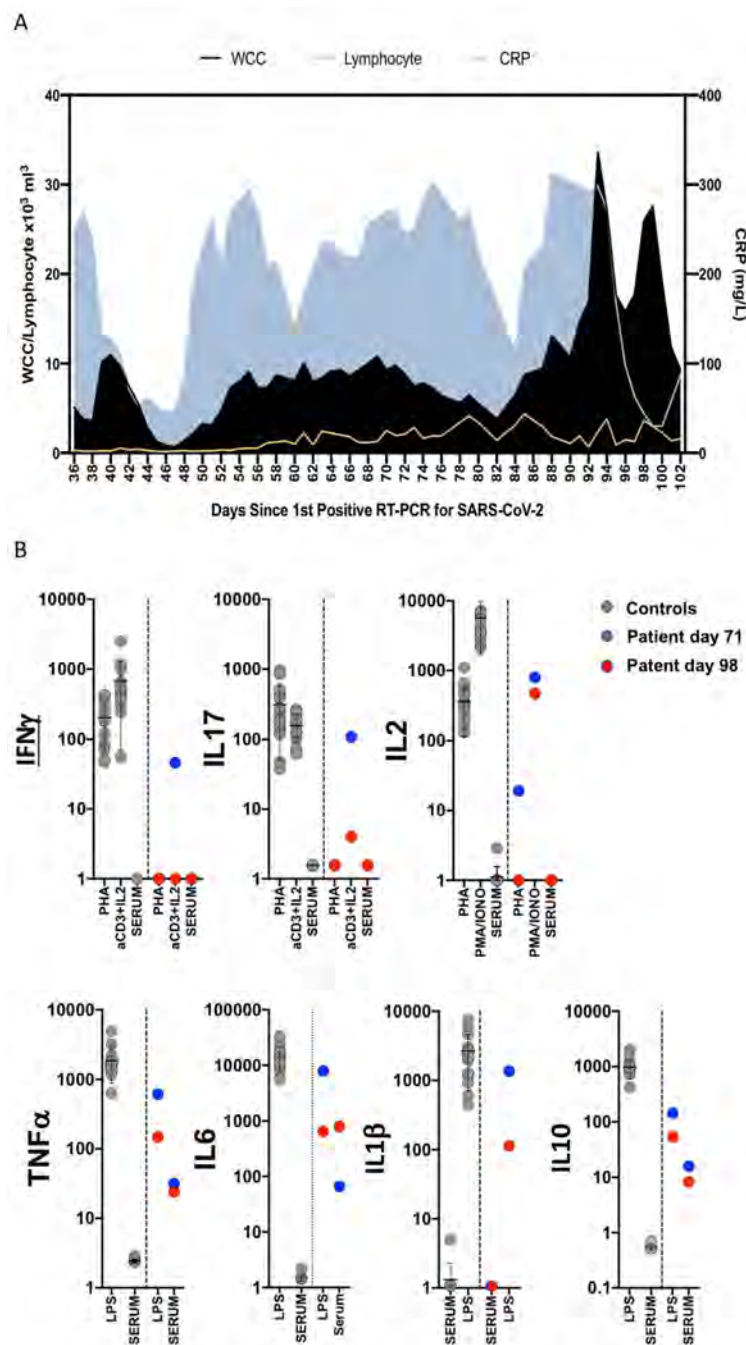 A
WCC Lymphocyte CRP
40 400
30 300
20 200
10 100
0 0
WCC/Lymphocyte x10³ ml³
CRP (mg/L)
36 38 40 42 44 46 48 50 52 54 56 58 60 62 64 66 68 70 72 74 76 78 80 82 84 86 88 90 92 94 96 98 100 102
Days Since 1st Positive RT-PCR for SARS-CoV-2
B
IFNγ
10000
1000
100
10
1
PHA aCD3+IL2 SERUM PHA aCD3+IL2 SERUM
IL17
10000
1000
100
10
1
PHA aCD3+IL2 SERUM PHA aCD3+IL2 SERUM
IL2
10000
1000
100
10
1
PHA PMA/IONO SERUM PHA PMA/IONO SERUM
Controls
Patient day 71
Patent day 98
TNFα
10000
1000
100
10
1
LPS SERUM LPS SERUM
IL6
100000
10000
1000
100
10
1
LPS SERUM LPS Serum
IL1β
10000
1000
100
10
1
SERUM LPS SERUM LPS
IL10
10000
1000
100
10
1
0.1
LPS SERUM LPS SERUM